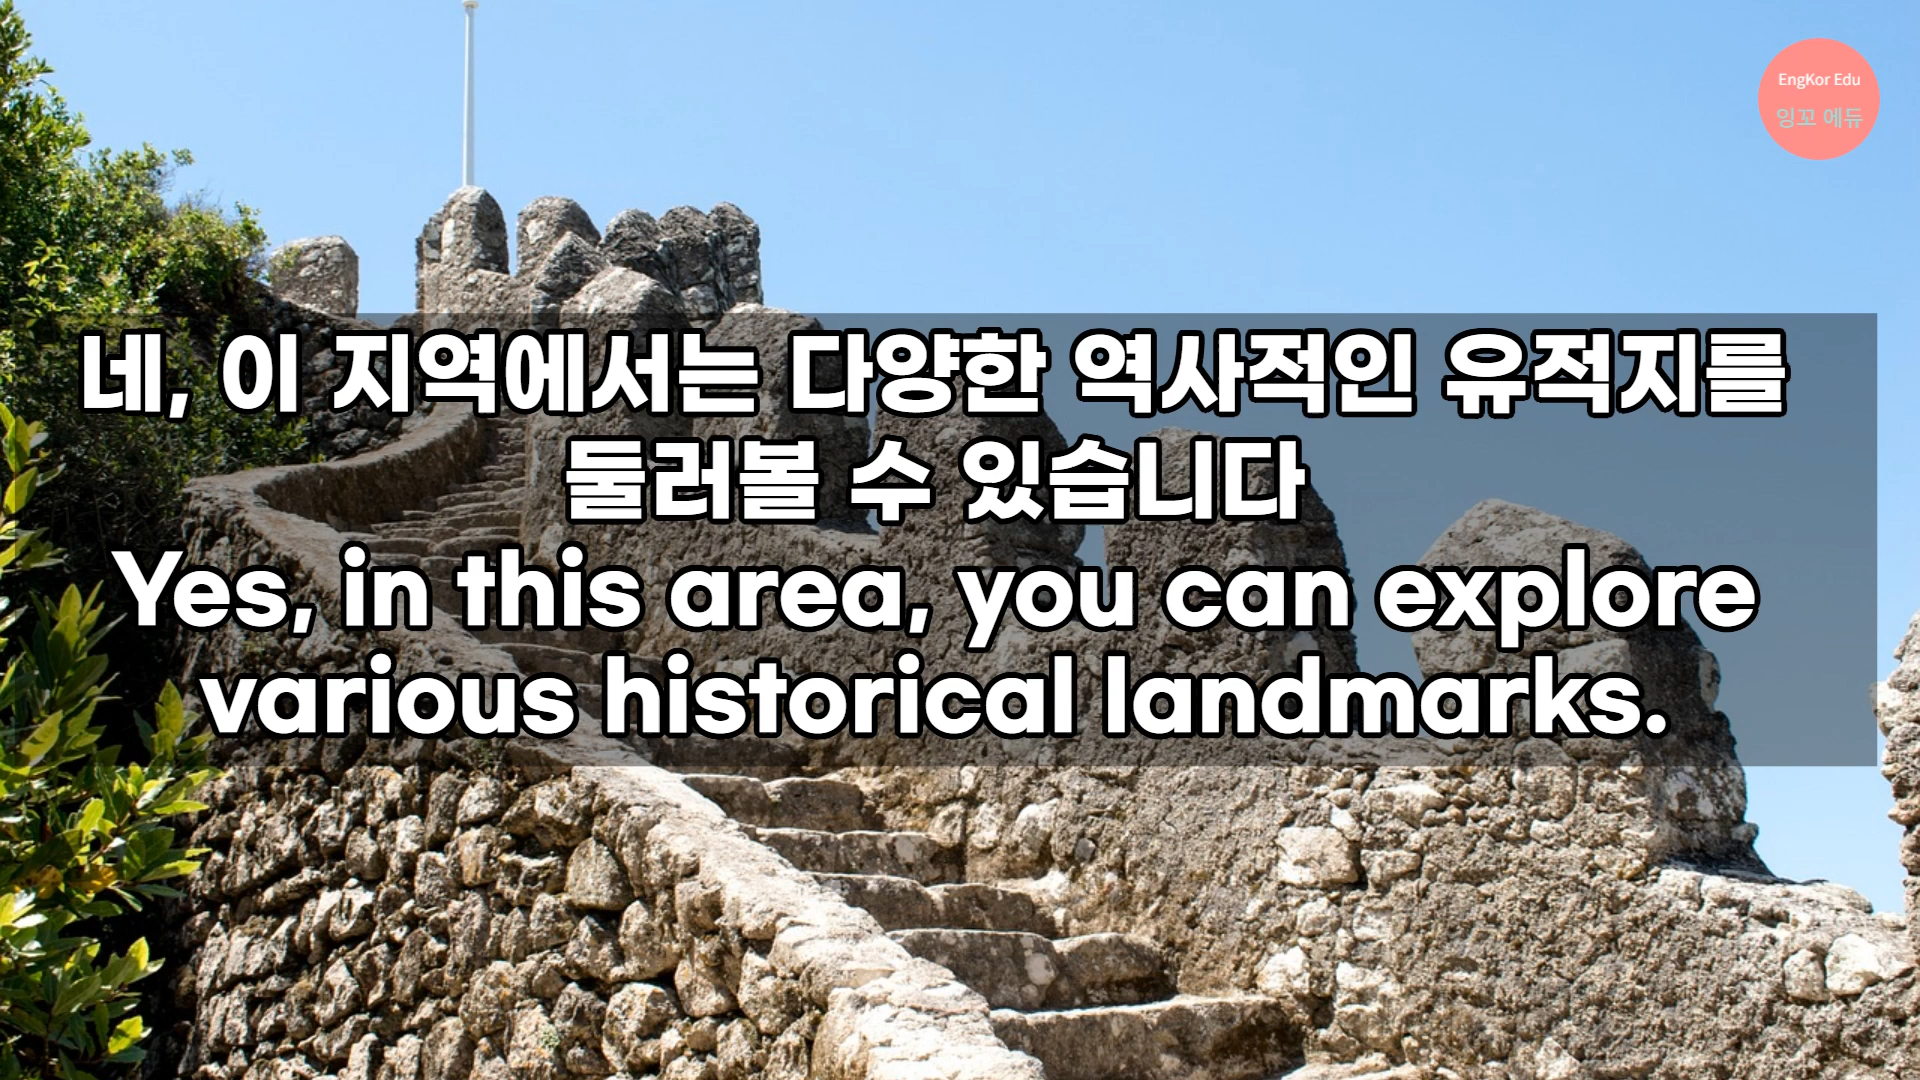 EngKor Edu
잉꼬 에듀
네, 이 지역에서는 다양한 역사적인 유적지를
둘러볼 수 있습니다
Yes, in this area, you can explore
various historical landmarks.